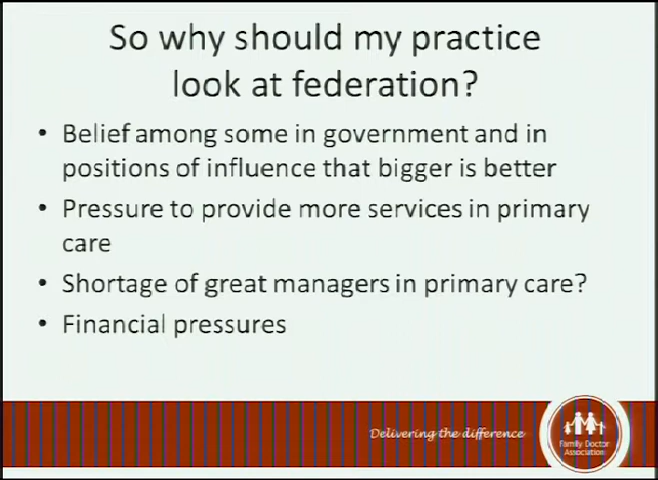 So why should my practice
look at federation?
• Belief among some in government and in
positions of influence that bigger is better
• Pressure to provide more services in primary
care
• Shortage of great managers in primary care?
• Financial pressures
Delivering the difference
Family Doctor
Association